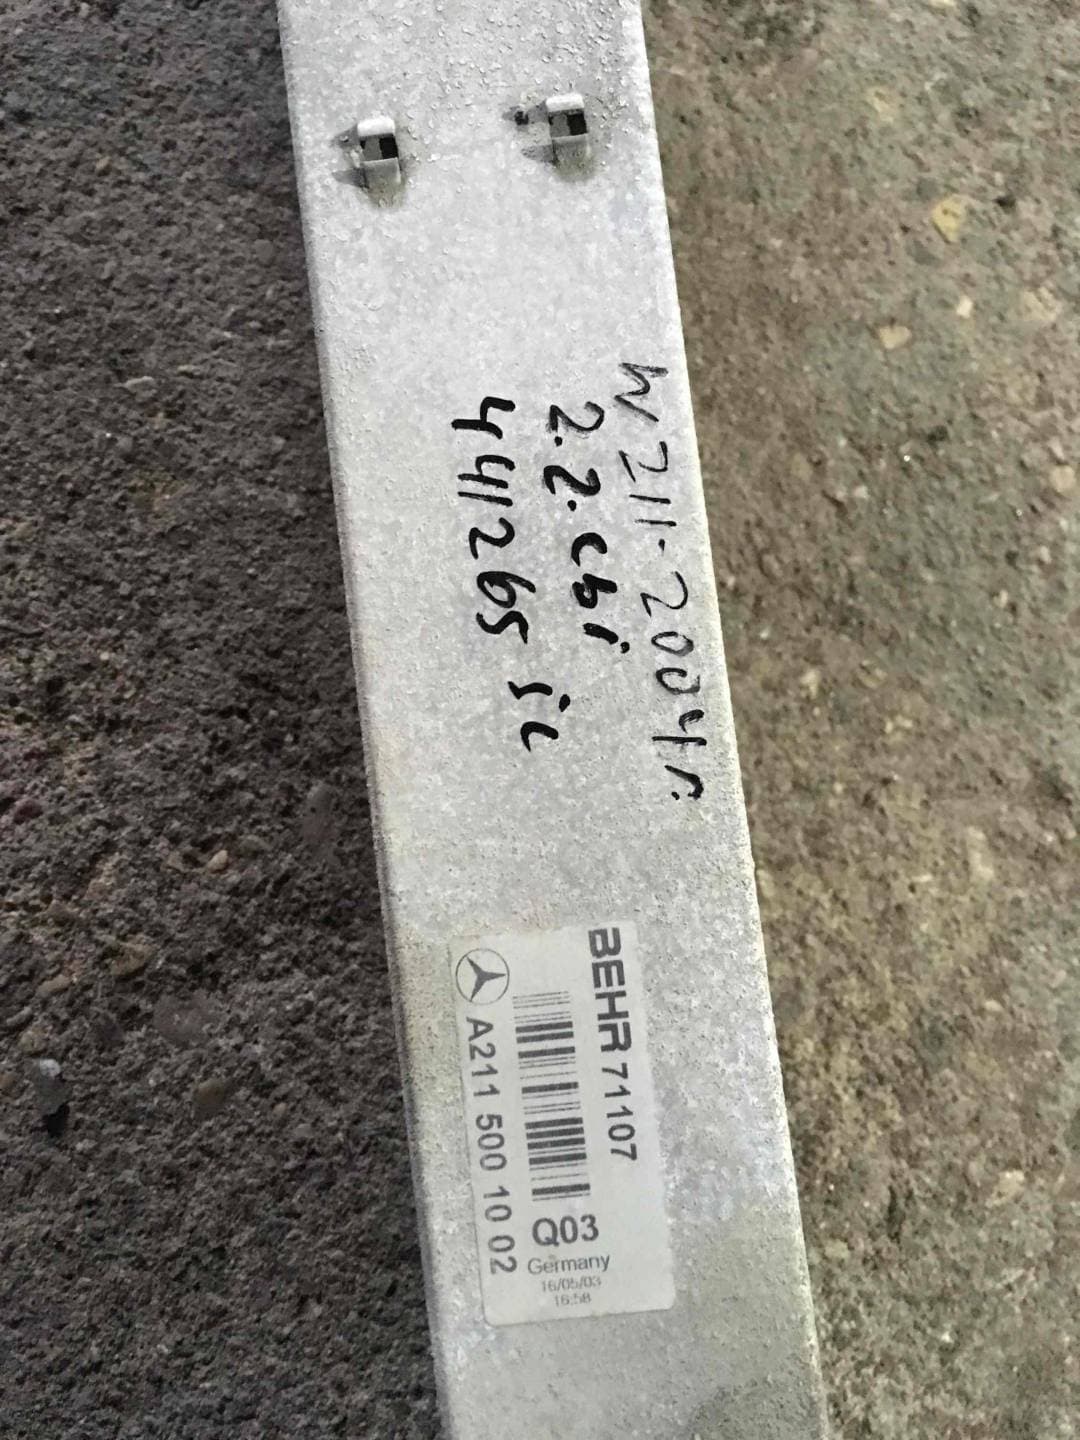 W211-2004г.
2.2.cbi
441265 ic
BEHR 71107
Q03
Germany
16/05/03
16:58
A211 500 10 02